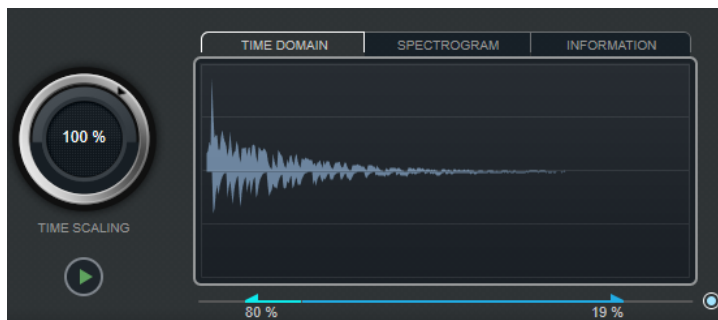 TIME DOMAIN SPECTROGRAM INFORMATION
100 %
TIME SCALING
80 % 19 %